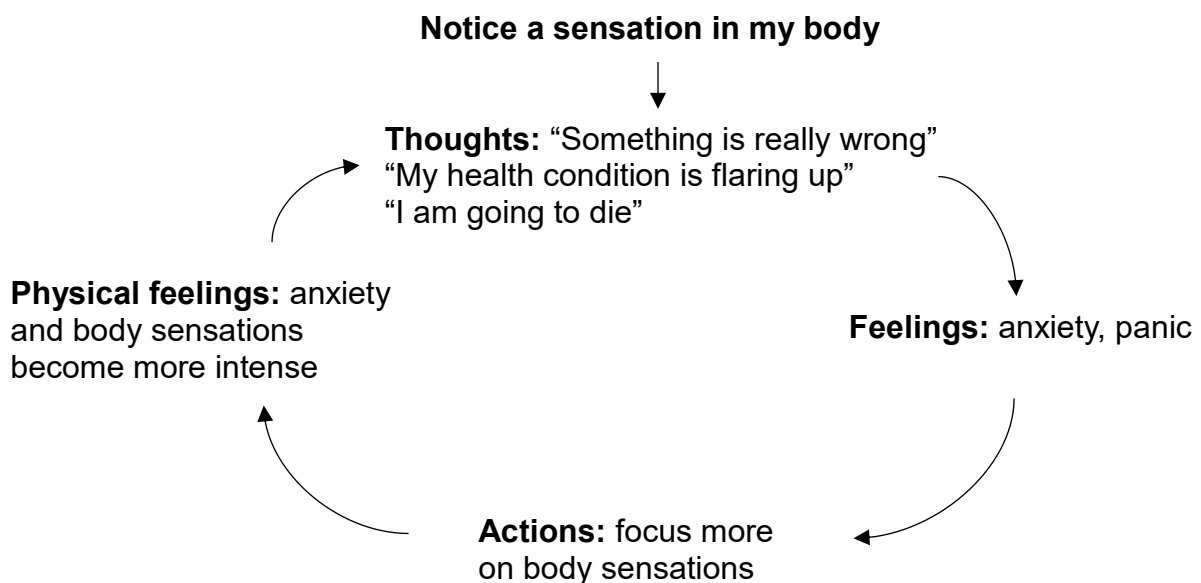 Notice a sensation in my body
Thoughts: “Something is really wrong”
“My health condition is flaring up”
“I am going to die”
Physical feelings: anxiety
and body sensations
become more intense
Feelings: anxiety, panic
Actions: focus more
on body sensations